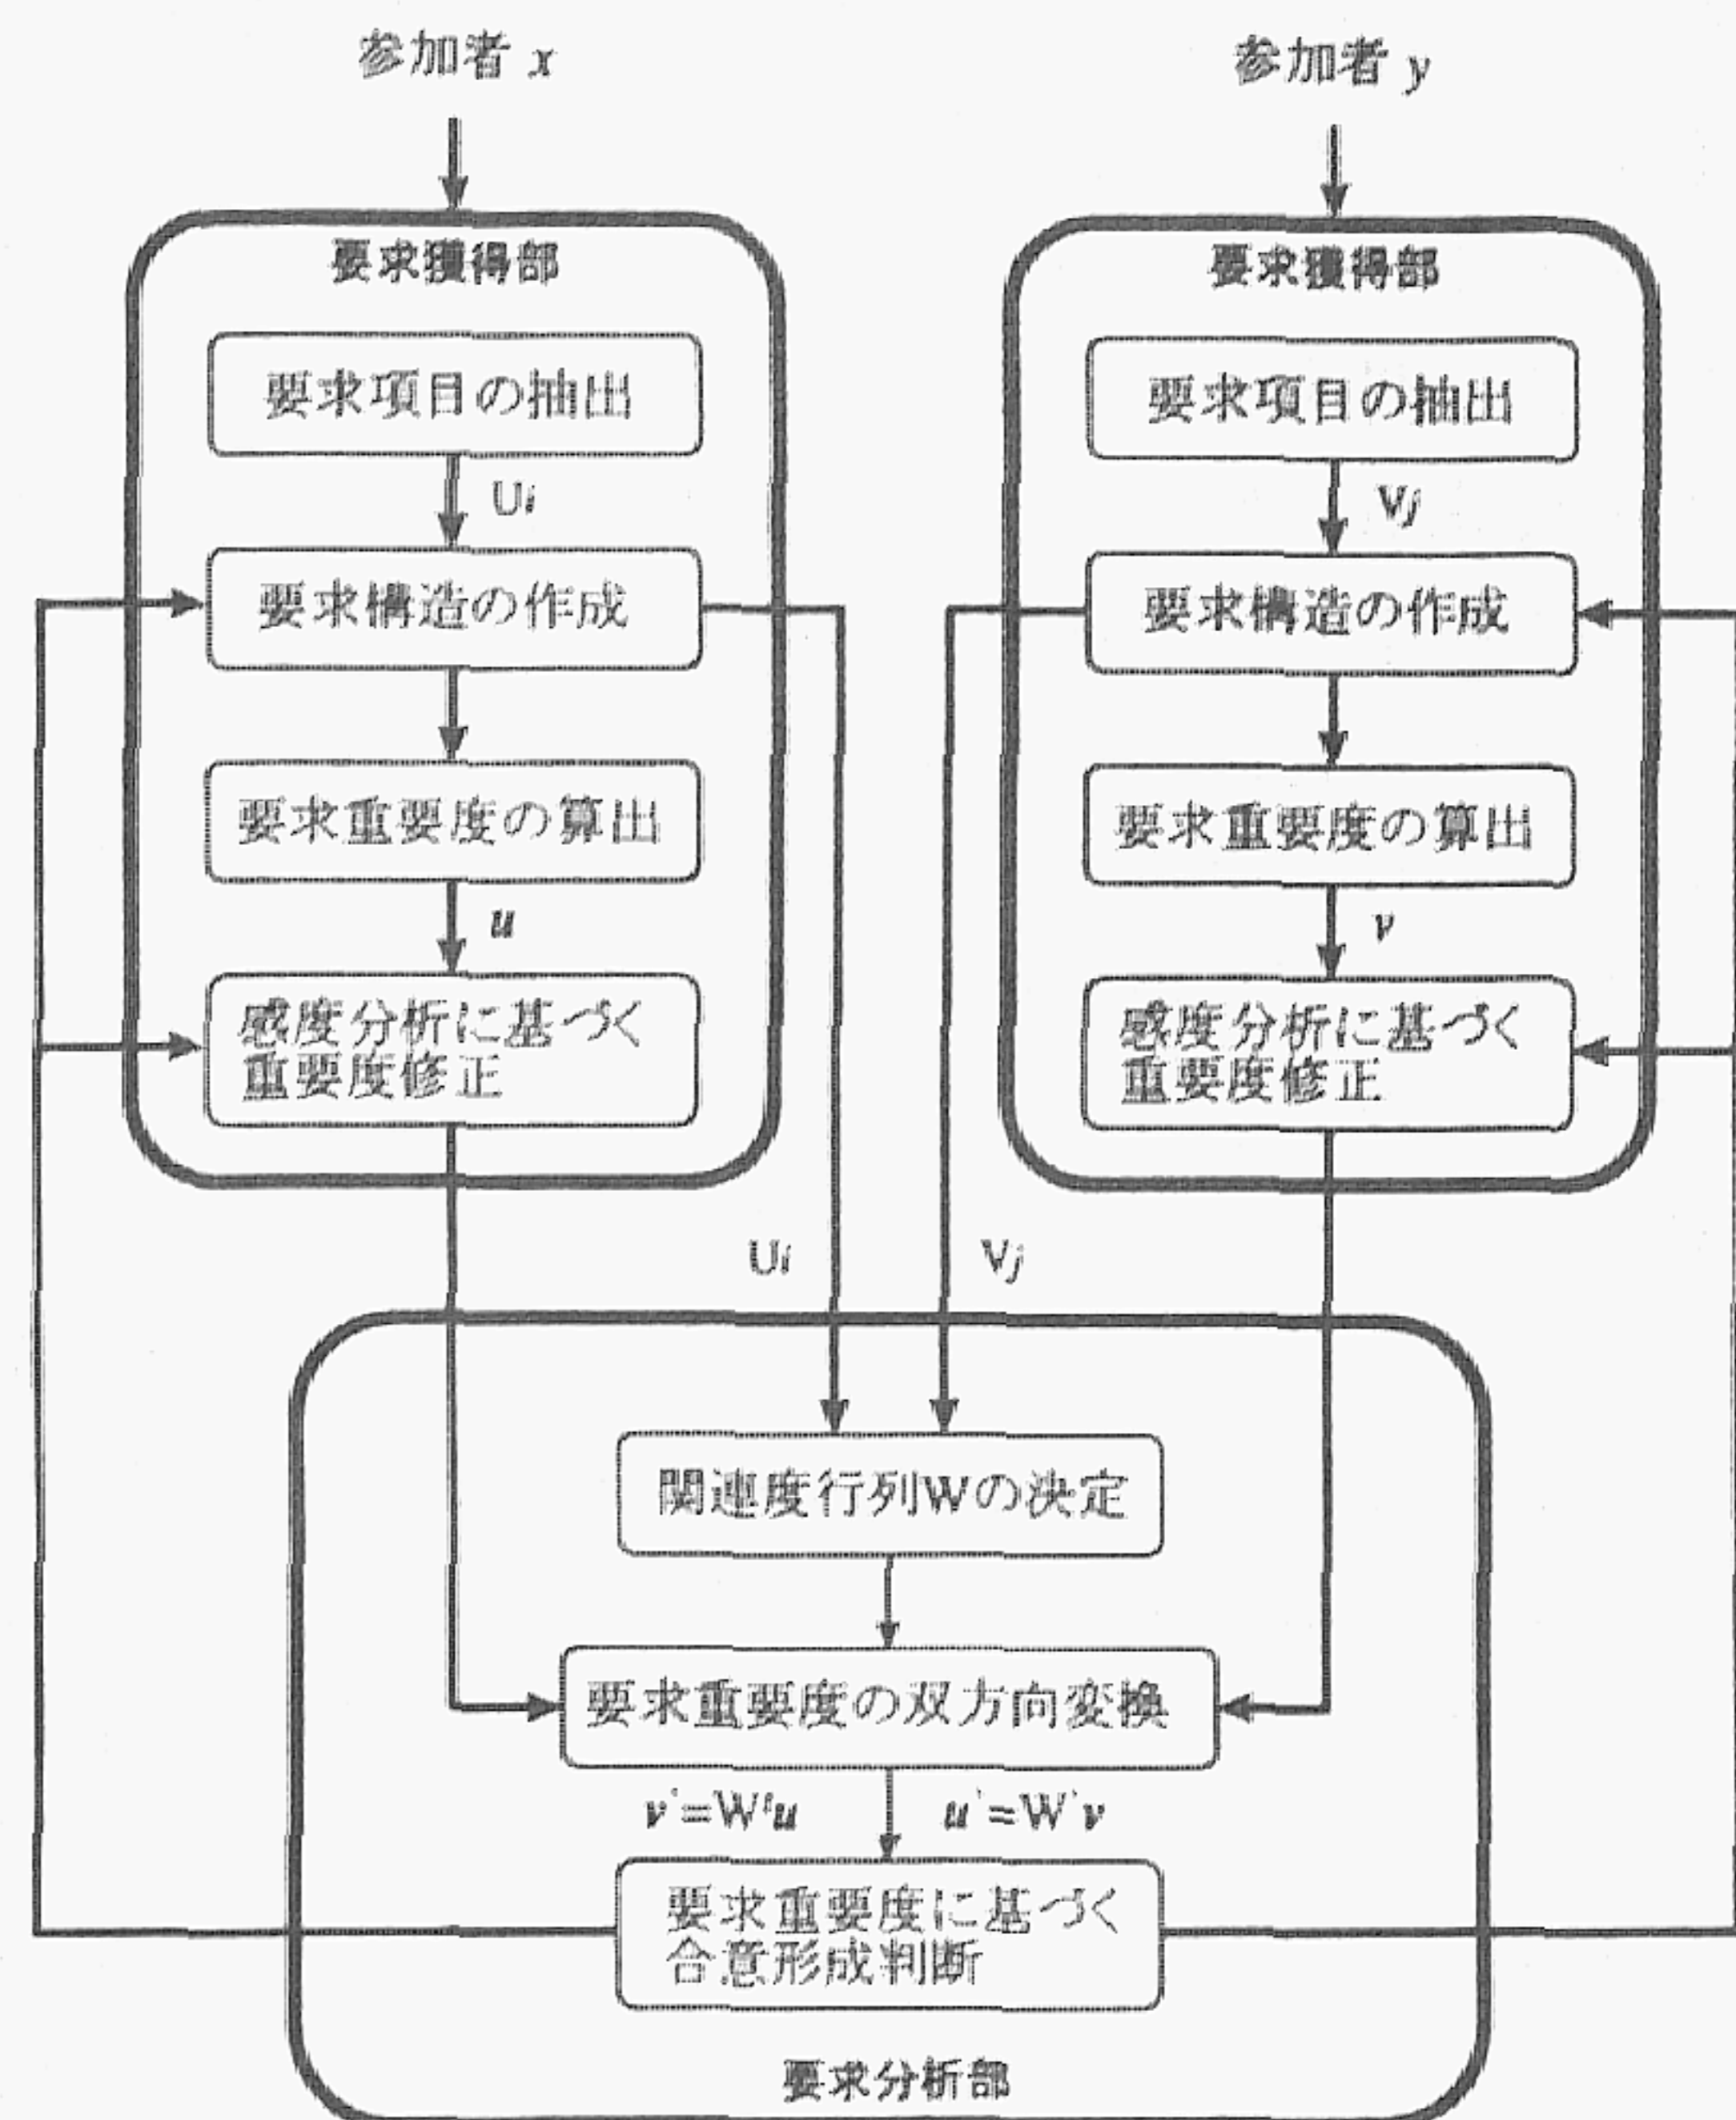 参加者 x
参加者 y
要求獲得部
要求項目の抽出
Ui
要求構造の作成
要求重要度の算出
u
感度分析に基づく
重要度修正
要求獲得部
要求項目の抽出
Vj
要求構造の作成
要求重要度の算出
v
感度分析に基づく
重要度修正
Ui
Vj
関連度行列Wの決定
要求重要度の双方向変換
v'=Wᵗu
u'=W'v
要求重要度に基づく
合意形成判断
要求分析部